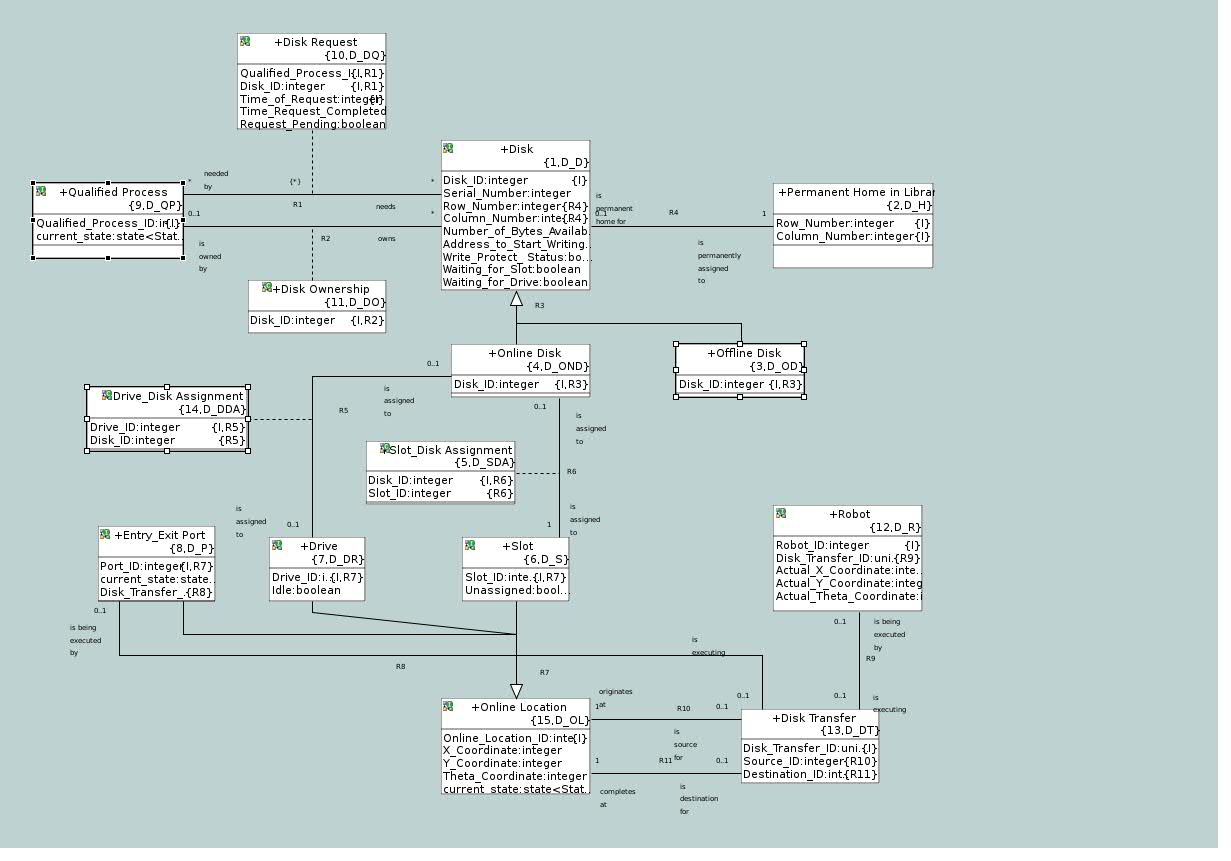 +Disk Request
{10,D_DQ}
Qualified_Process_I{I,R1}
Disk_ID:integer {I,R1}
Time_of_Request:integer{I}
Time_Request_Completed
Request_Pending:boolean
+Disk
{1,D_D}
Disk_ID:integer {I}
Serial_Number:integer
Row_Number:integer{R4}
Column_Number:inte{R4}
Number_of_Bytes_Availab.
Address_to_Start_Writing..
Write_Protect_ Status:bo...
Waiting_for_Slot:boolean
Waiting_for_Drive:boolean
+Qualified Process
{9,D_QP}
Qualified_Process_ID:in{I}
current_state:state<Stat..
* needed by
{*}
*
R1
needs
0..1
*
R2
owns
is owned by
is permanent home for
0..1
R4
1
is permanently assigned to
+Permanent Home in Librar
{2,D_H}
Row_Number:integer {I}
Column_Number:integer{I}
+Disk Ownership
{11,D_DO}
Disk_ID:integer {I,R2}
R3
+Online Disk
{4,D_OND}
Disk_ID:integer {I,R3}
+Offline Disk
{3,D_OD}
Disk_ID:integer {I,R3}
0..1
is assigned to
R5
+Drive_Disk Assignment
{14,D_DDA}
Drive_ID:integer {I,R5}
Disk_ID:integer {R5}
0..1
is assigned to
+Slot_Disk Assignment
{5,D_SDA}
Disk_ID:integer {I,R6}
Slot_ID:integer {R6}
R6
is assigned to
0..1
is assigned to
1
+Entry_Exit Port
{8,D_P}
Port_ID:integer{I,R7}
current_state:state..
Disk_Transfer_.{R8}
+Drive
{7,D_DR}
Drive_ID:i..{I,R7}
Idle:boolean
+Slot
{6,D_S}
Slot_ID:inte.{I,R7}
Unassigned:bool...
+Robot
{12,D_R}
Robot_ID:integer {I}
Disk_Transfer_ID:uni.{R9}
Actual_X_Coordinate:inte..
Actual_Y_Coordinate:integ
Actual_Theta_Coordinate:i
0..1
is being executed by
R8
is executing
0..1
R7
0..1
is being executed by
R9
0..1
is executing
+Online Location
{15,D_OL}
Online_Location_ID:inte{I}
X_Coordinate:integer
Y_Coordinate:integer
Theta_Coordinate:integer
current_state:state<Stat..
originates at
1
R10
0..1
is source for
1
R11
0..1
completes at
is destination for
+Disk Transfer
{13,D_DT}
Disk_Transfer_ID:uni.{I}
Source_ID:integer{R10}
Destination_ID:int{R11}